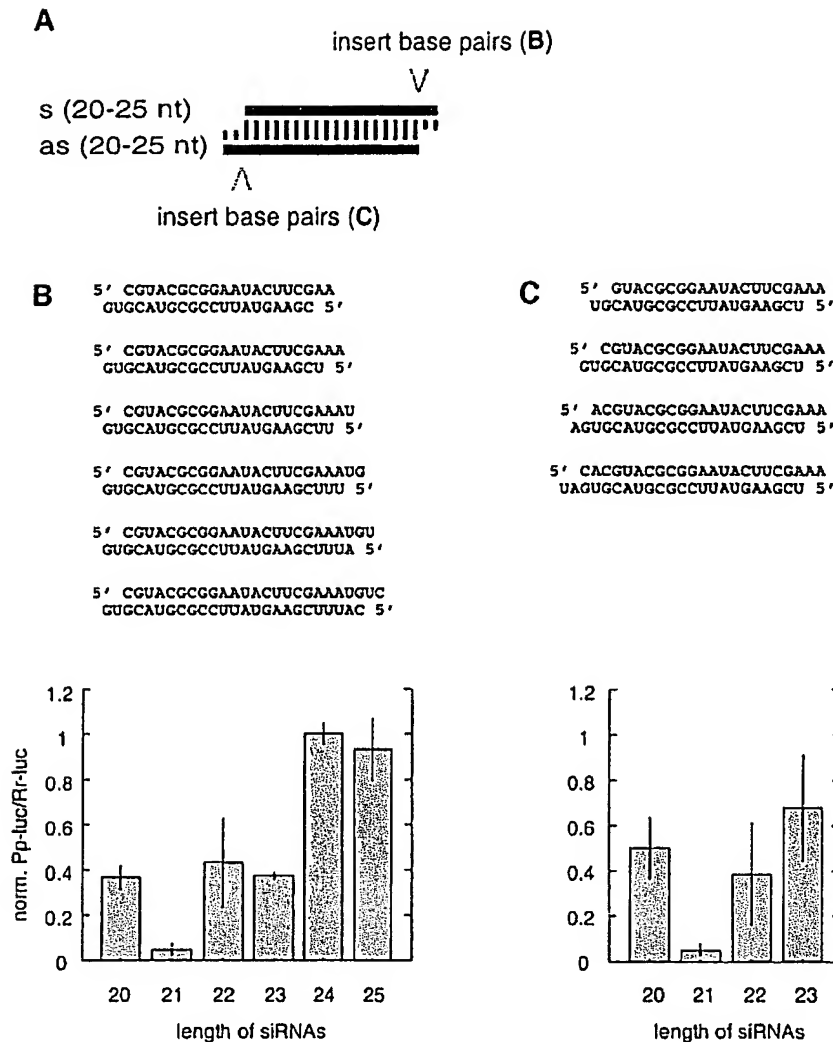 A
insert base pairs (B)
s (20-25 nt)
as (20-25 nt)
insert base pairs (C)
B
5' CGUACGCGGAAUACUUCGAA
GUGCAUGCGCCUUAUGAAGC 5'
5' CGUACGCGGAAUACUUCGAAA
GUGCAUGCGCCUUAUGAAGCU 5'
5' CGUACGCGGAAUACUUCGAAAU
GUGCAUGCGCCUUAUGAAGCUU 5'
5' CGUACGCGGAAUACUUCGAAAUG
GUGCAUGCGCCUUAUGAAGCUUU 5'
5' CGUACGCGGAAUACUUCGAAAUGU
GUGCAUGCGCCUUAUGAAGCUUUA 5'
5' CGUACGCGGAAUACUUCGAAAUGUC
GUGCAUGCGCCUUAUGAAGCUUUAC 5'
C
5' GUACGCGGAAUACUUCGAAA
UGCAUGCGCCUUAUGAAGCU 5'
5' CGUACGCGGAAUACUUCGAAA
GUGCAUGCGCCUUAUGAAGCU 5'
5' ACGUACGCGGAAUACUUCGAAA
AGUGCAUGCGCCUUAUGAAGCU 5'
5' CACGUACGCGGAAUACUUCGAAA
UAGUGCAUGCGCCUUAUGAAGCU 5'
norm. Pp-luc/Rr-luc
1.2
1
0.8
0.6
0.4
0.2
0
20 21 22 23 24 25
length of siRNAs
1.2
1
0.8
0.6
0.4
0.2
0
20 21 22 23
length of siRNAs